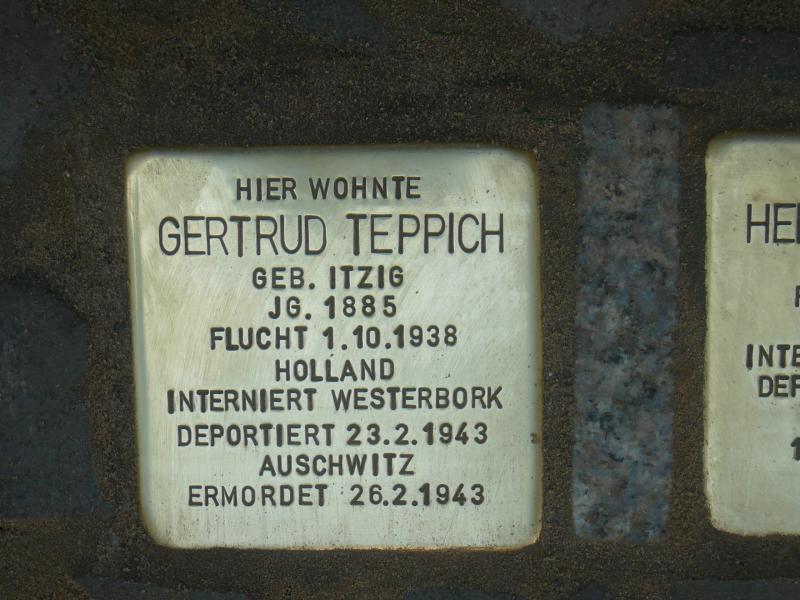 HIER WOHNTE
GERTRUD TEPPICH
GEB. ITZIG
JG. 1885
FLUCHT 1.10.1938
HOLLAND
INTERNIERT WESTERBORK
DEPORTIERT 23.2.1943
AUSCHWITZ
ERMORDET 26.2.1943